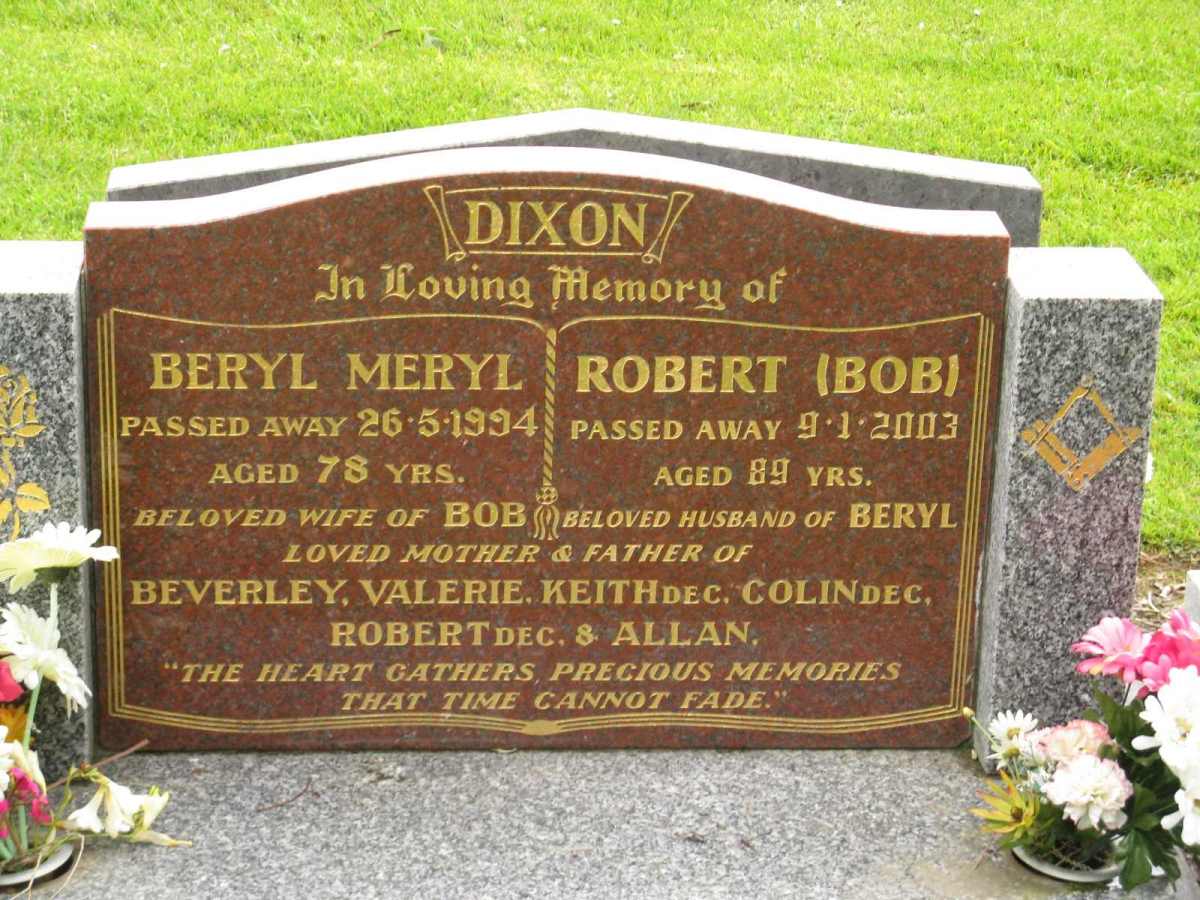 DIXON
In Loving Memory of
BERYL MERYL
PASSED AWAY 26·5·1994
AGED 78 YRS.
BELOVED WIFE OF BOB
ROBERT (BOB)
PASSED AWAY 9·1·2003
AGED 89 YRS.
BELOVED HUSBAND OF BERYL
LOVED MOTHER & FATHER OF
BEVERLEY, VALERIE, KEITH DEC, COLIN DEC,
ROBERT DEC. & ALLAN.
"THE HEART GATHERS PRECIOUS MEMORIES
THAT TIME CANNOT FADE."